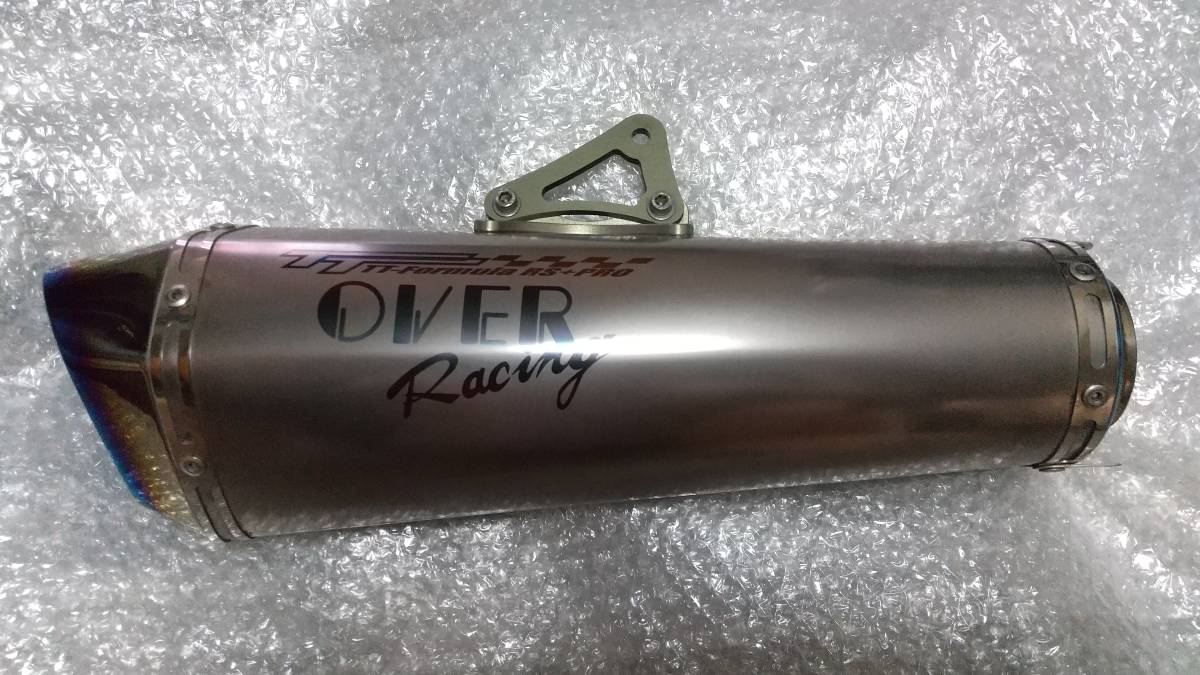 TT-Formula RS+PRO
OVER
Racing